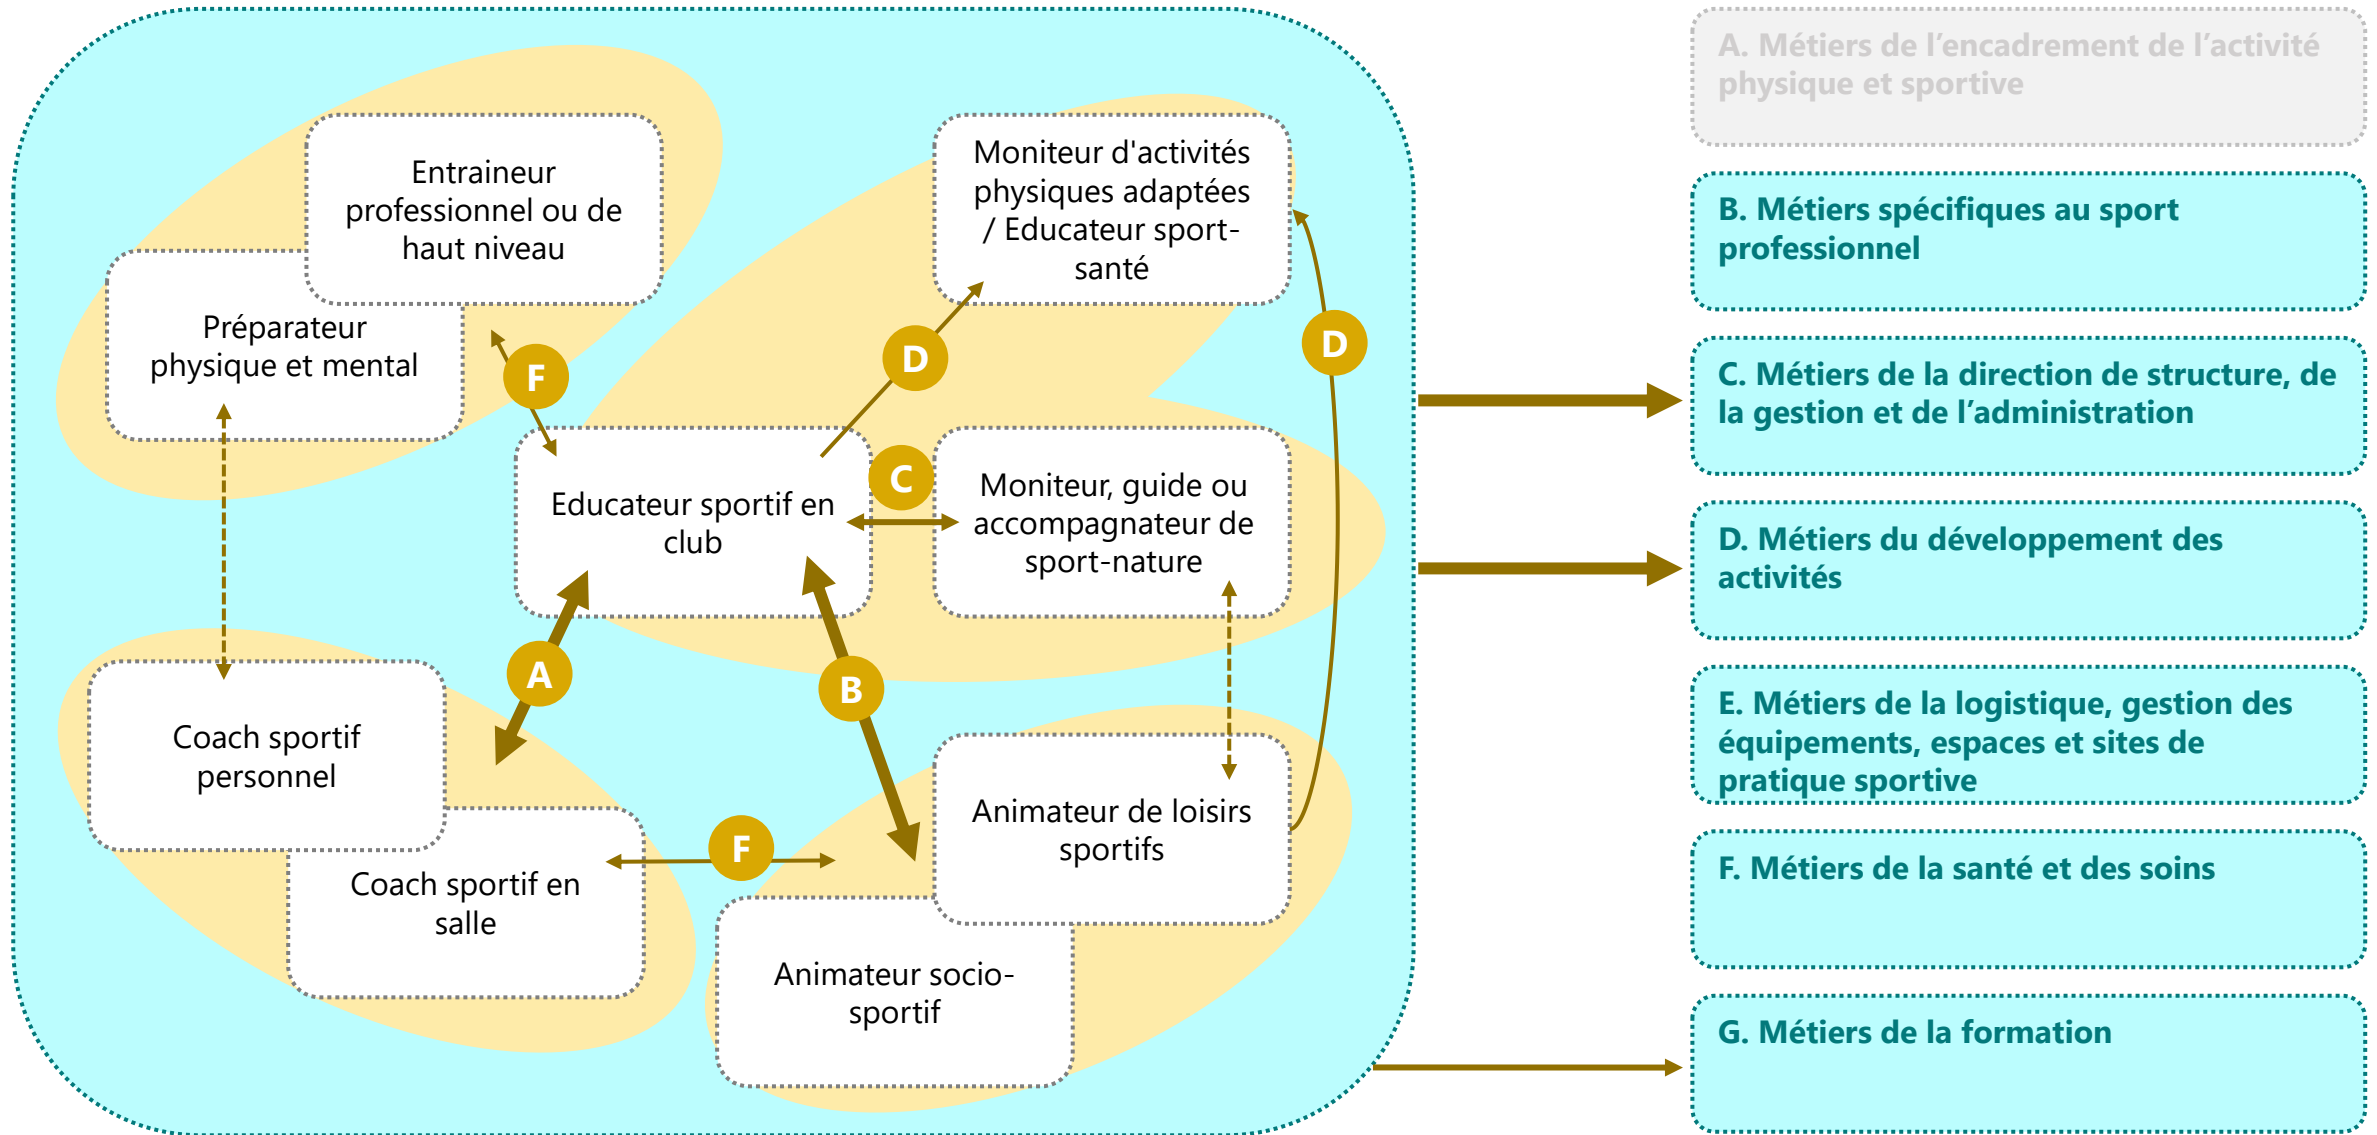 Entraineur
professionnel ou de
haut niveau
Préparateur
physique et mental
Moniteur d'activités
physiques adaptées
/ Educateur sport-
santé
F
D
D
Educateur sportif en
club
C
Moniteur, guide ou
accompagnateur de
sport-nature
A
B
Coach sportif
personnel
Coach sportif en
salle
F
Animateur de loisirs
sportifs
Animateur socio-
sportif
A. Métiers de l’encadrement de l’activité
physique et sportive
B. Métiers spécifiques au sport
professionnel
C. Métiers de la direction de structure, de
la gestion et de l’administration
D. Métiers du développement des
activités
E. Métiers de la logistique, gestion des
équipements, espaces et sites de
pratique sportive
F. Métiers de la santé et des soins
G. Métiers de la formation